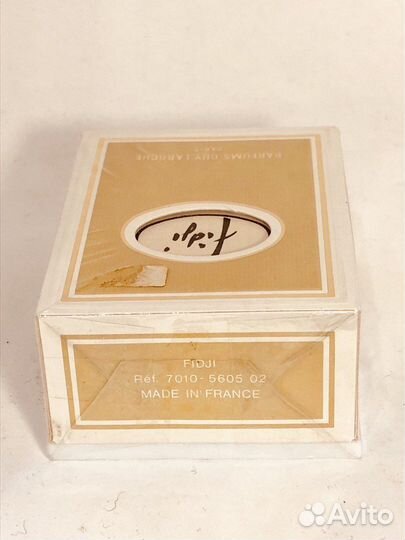 PARFUMS GUY LAROCHE
PARIS
fidji
FIDJI
Réf. 7010-5605 02
MADE IN FRANCE
Avito